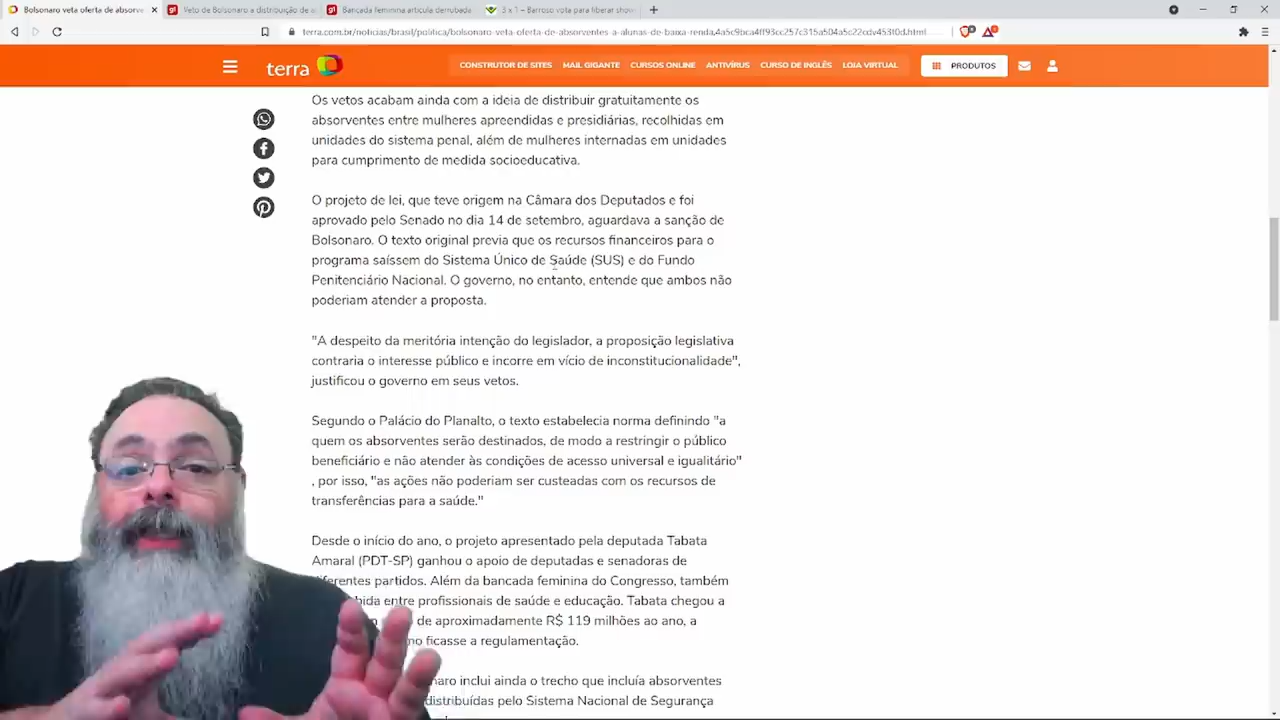 Bolsonaro veta oferta de absorve
Veto de Bolsonaro a distribuição de a
Bancada feminina articula derrubada
3 x 1 – Barroso vota para liberar show
terra.com.br/noticias/brasil/politica/bolsonaro-veta-oferta-de-absorventes-a-alunas-de-baixa-renda,
terra
CONSTRUTOR DE SITES
MAIL GIGANTE
CURSOS ONLINE
ANTIVÍRUS
CURSO DE INGLÊS
LOJA VIRTUAL
PRODUTOS
Os vetos acabam ainda com a ideia de distribuir gratuitamente os
absorventes entre mulheres apreendidas e presidiárias, recolhidas em
unidades do sistema penal, além de mulheres internadas em unidades
para cumprimento de medida socioeducativa.
O projeto de lei, que teve origem na Câmara dos Deputados e foi
aprovado pelo Senado no dia 14 de setembro, aguardava a sanção de
Bolsonaro. O texto original previa que os recursos financeiros para o
programa saíssem do Sistema Único de Saúde (SUS) e do Fundo
Penitenciário Nacional. O governo, no entanto, entende que ambos não
poderiam atender a proposta.
"A despeito da meritória intenção do legislador, a proposição legislativa
contraria o interesse público e incorre em vício de inconstitucionalidade",
justificou o governo em seus vetos.
Segundo o Palácio do Planalto, o texto estabelecia norma definindo "a
quem os absorventes serão destinados, de modo a restringir o público
beneficiário e não atender às condições de acesso universal e igualitário"
, por isso, "as ações não poderiam ser custeadas com os recursos de
transferências para a saúde."
Desde o início do ano, o projeto apresentado pela deputada Tabata
Amaral (PDT-SP) ganhou o apoio de deputadas e senadoras de
diferentes partidos. Além da bancada feminina do Congresso, também
bida entre profissionais de saúde e educação. Tabata chegou a
de aproximadamente R$ 119 milhões ao ano, a
mo ficasse a regulamentação.
naro inclui ainda o trecho que incluía absorventes
distribuídas pelo Sistema Nacional de Segurança